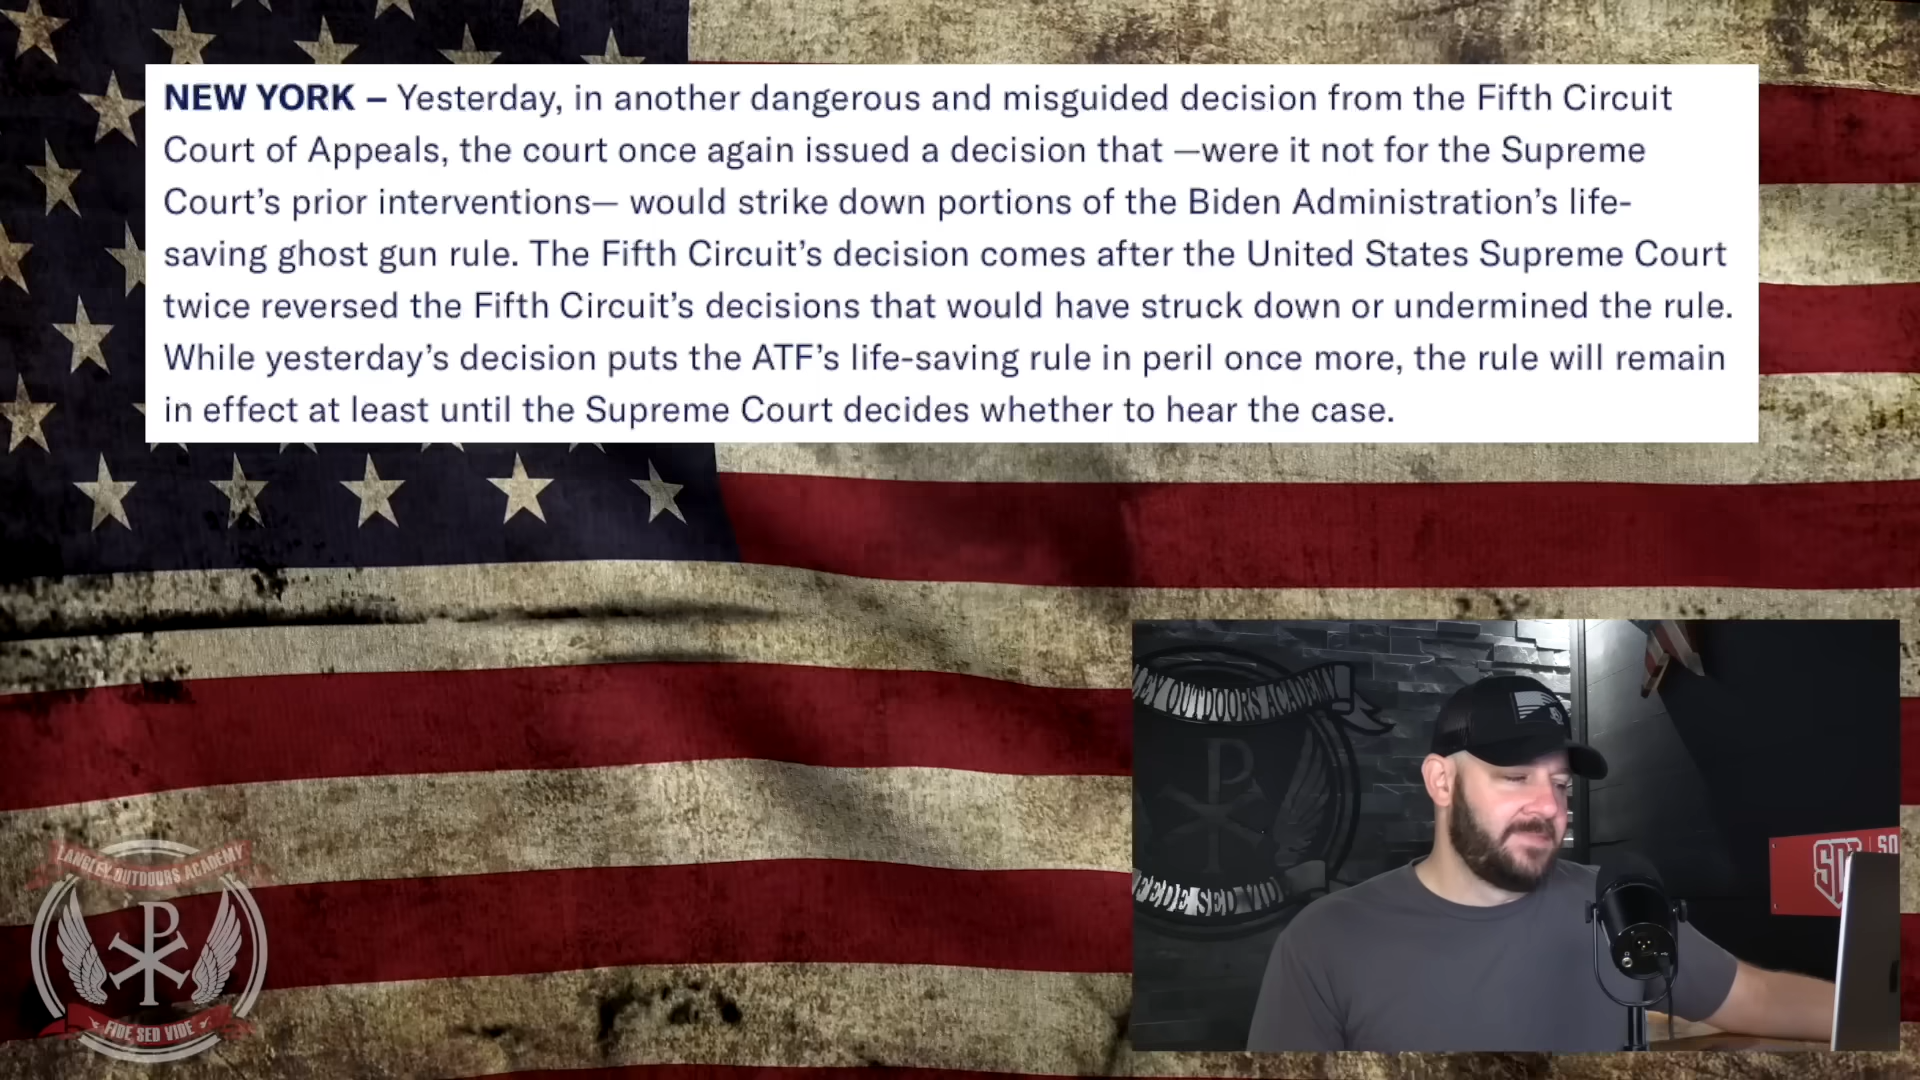 NEW YORK – Yesterday, in another dangerous and misguided decision from the Fifth Circuit
Court of Appeals, the court once again issued a decision that —were it not for the Supreme
Court’s prior interventions— would strike down portions of the Biden Administration’s life-
saving ghost gun rule. The Fifth Circuit’s decision comes after the United States Supreme Court
twice reversed the Fifth Circuit’s decisions that would have struck down or undermined the rule.
While yesterday’s decision puts the ATF’s life-saving rule in peril once more, the rule will remain
in effect at least until the Supreme Court decides whether to hear the case.
OUTDOORS ACADEMY
SED VIDE
LANGLEY OUTDOORS ACADEMY
FIDE SED VIDE